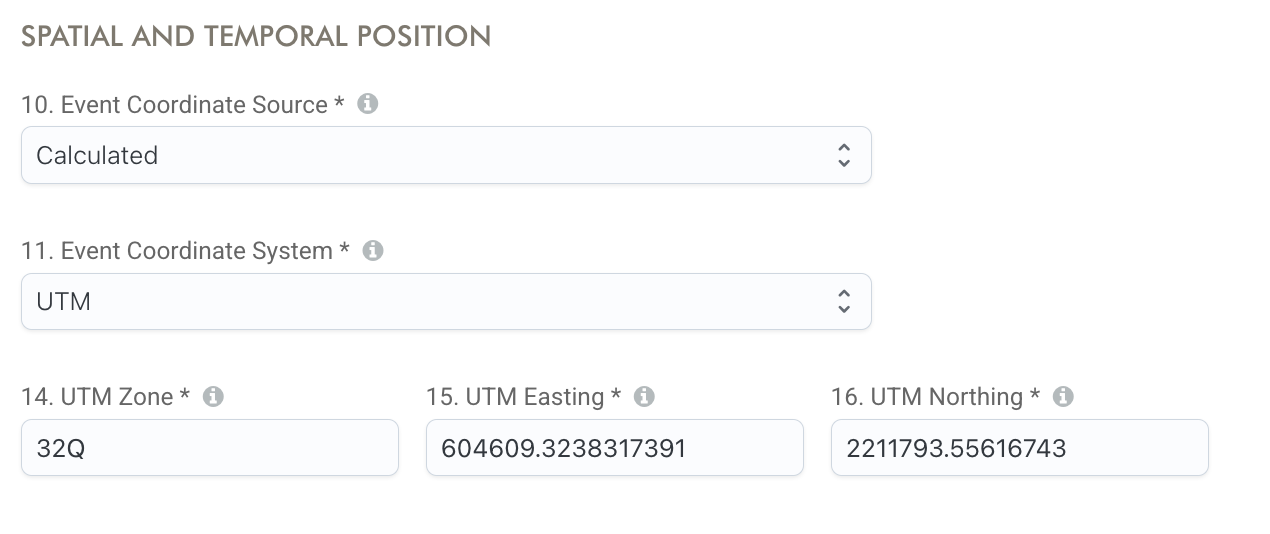 SPATIAL AND TEMPORAL POSITION
10. Event Coordinate Source *
Calculated
11. Event Coordinate System *
UTM
14. UTM Zone * 15. UTM Easting * 16. UTM Northing *
32Q 604609.3238317391 2211793.55616743